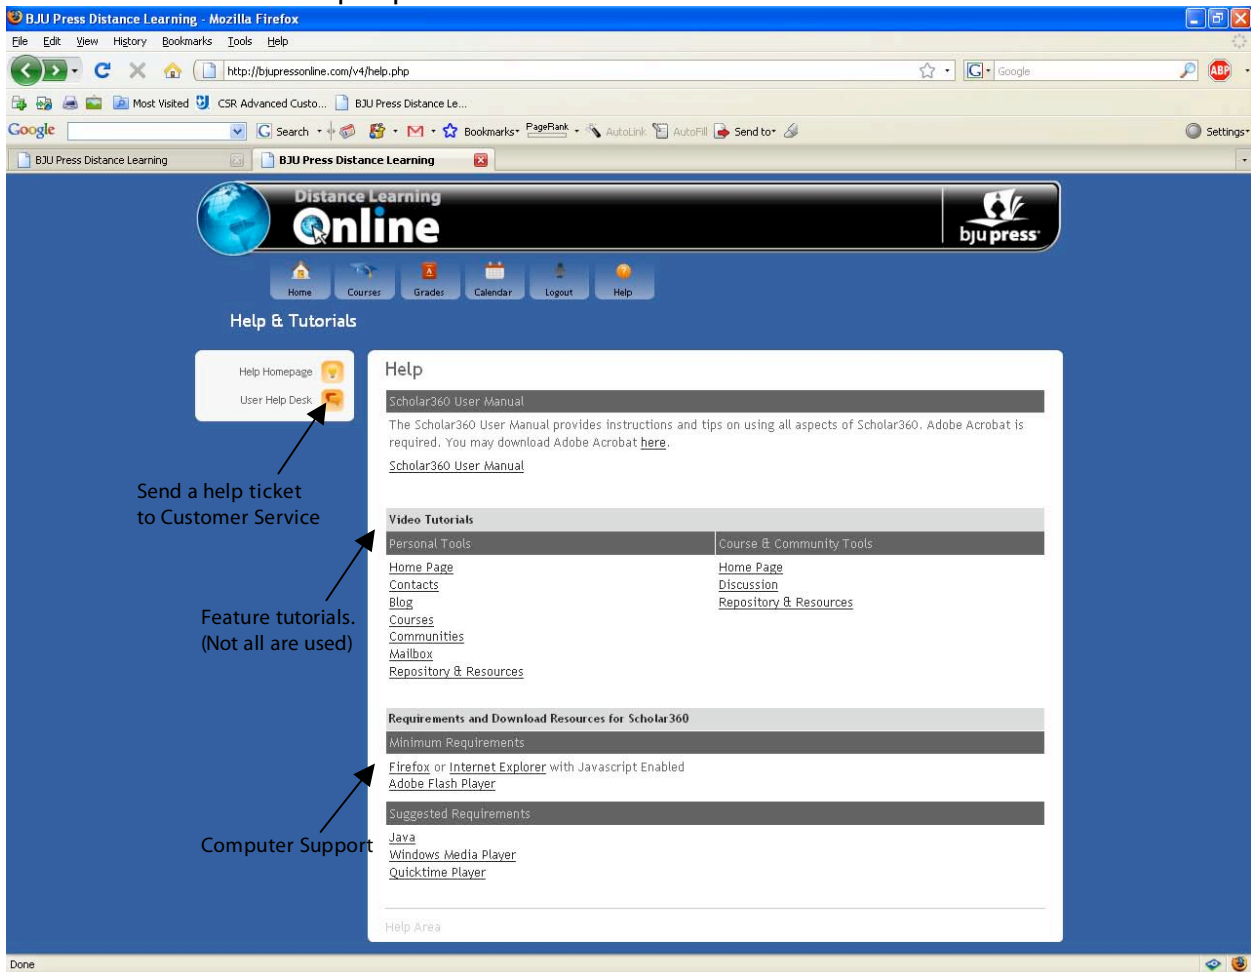 BJU Press Distance Learning - Mozilla Firefox
File Edit View History Bookmarks Tools Help
http://bjupressonline.com/v4/help.php
G Google
ABP
Most Visited CSR Advanced Custo... BJU Press Distance Le...
Google Search Bookmarks PageRank AutoLink AutoFill Send to Settings
BJU Press Distance Learning BJU Press Distance Learning
Distance Learning
Online
bju press
Home Courses Grades Calendar Logout Help
Help & Tutorials
Help Homepage
User Help Desk
Send a help ticket
to Customer Service
Feature tutorials.
(Not all are used)
Computer Support
Help
Scholar360 User Manual
The Scholar360 User Manual provides instructions and tips on using all aspects of Scholar360. Adobe Acrobat is
required. You may download Adobe Acrobat here.
Scholar360 User Manual
Video Tutorials
Personal Tools Course & Community Tools
Home Page Home Page
Contacts Discussion
Blog Repository & Resources
Courses
Communities
Mailbox
Repository & Resources
Requirements and Download Resources for Scholar360
Minimum Requirements
Firefox or Internet Explorer with Javascript Enabled
Adobe Flash Player
Suggested Requirements
Java
Windows Media Player
Quicktime Player
Help Area
Done